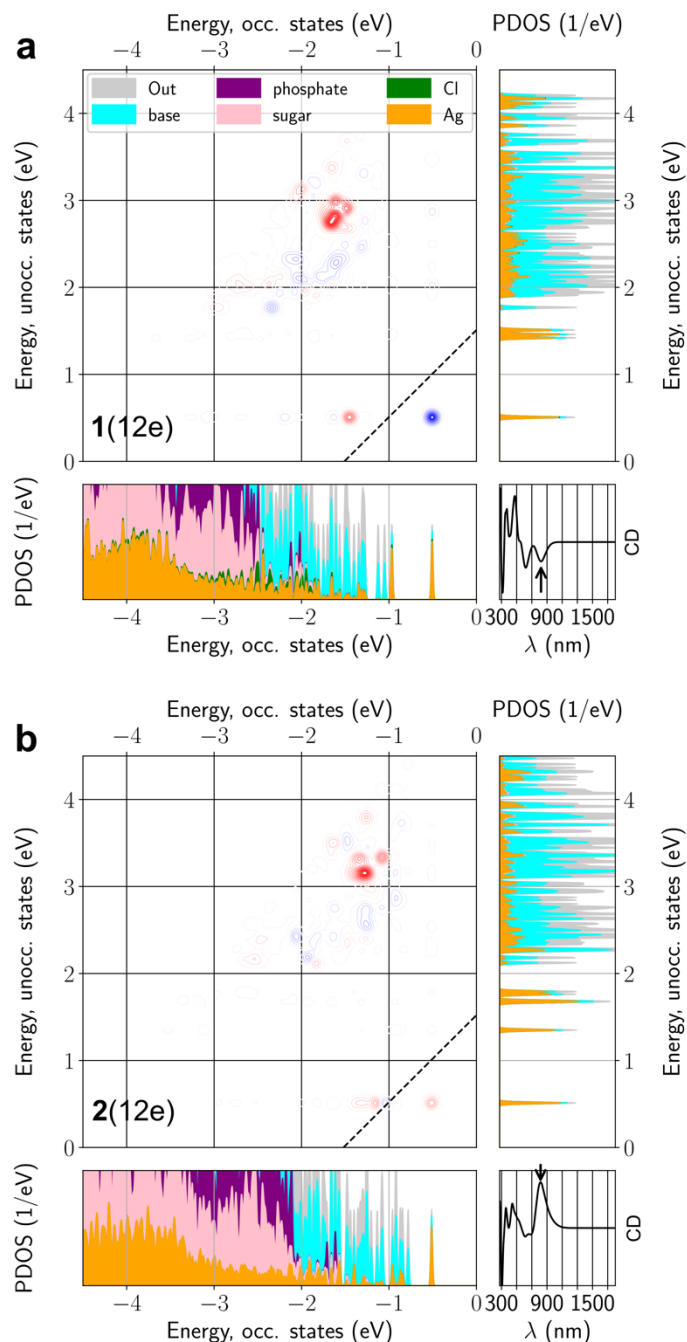 a
Energy, occ. states (eV)
PDOS (1/eV)
−4 −3 −2 −1 0
Out phosphate Cl
base sugar Ag
Energy, unocc. states (eV)
4
3
2
1
0
1(12e)
4
3
2
1
0
Energy, unocc. states (eV)
PDOS (1/eV)
−4 −3 −2 −1 0
Energy, occ. states (eV)
CD
300 900 1500
λ (nm)
b
Energy, occ. states (eV)
PDOS (1/eV)
−4 −3 −2 −1 0
Energy, unocc. states (eV)
4
3
2
1
0
2(12e)
4
3
2
1
0
Energy, unocc. states (eV)
PDOS (1/eV)
−4 −3 −2 −1 0
Energy, occ. states (eV)
CD
300 900 1500
λ (nm)